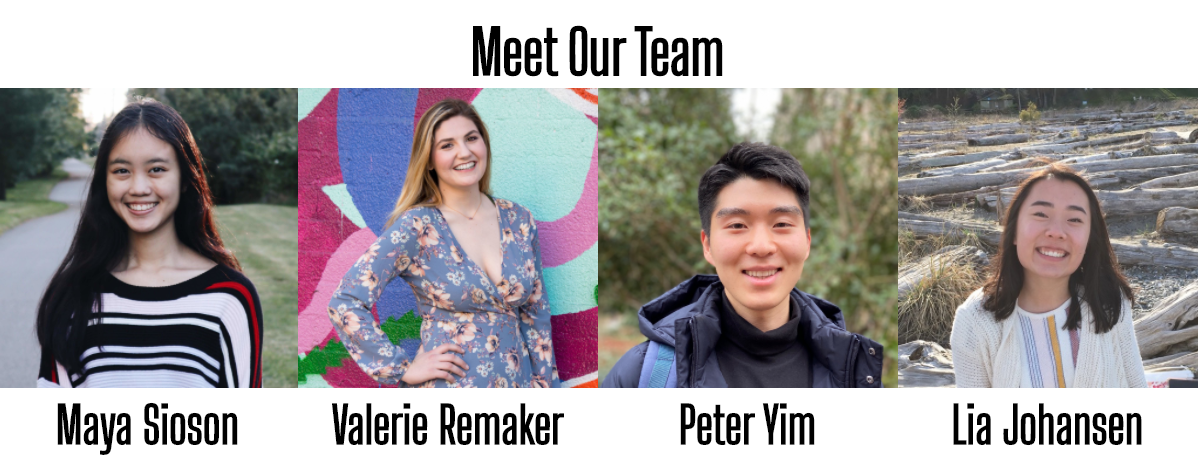 Meet Our Team
Maya Sioson
Valerie Remaker
Peter Yim
Lia Johansen